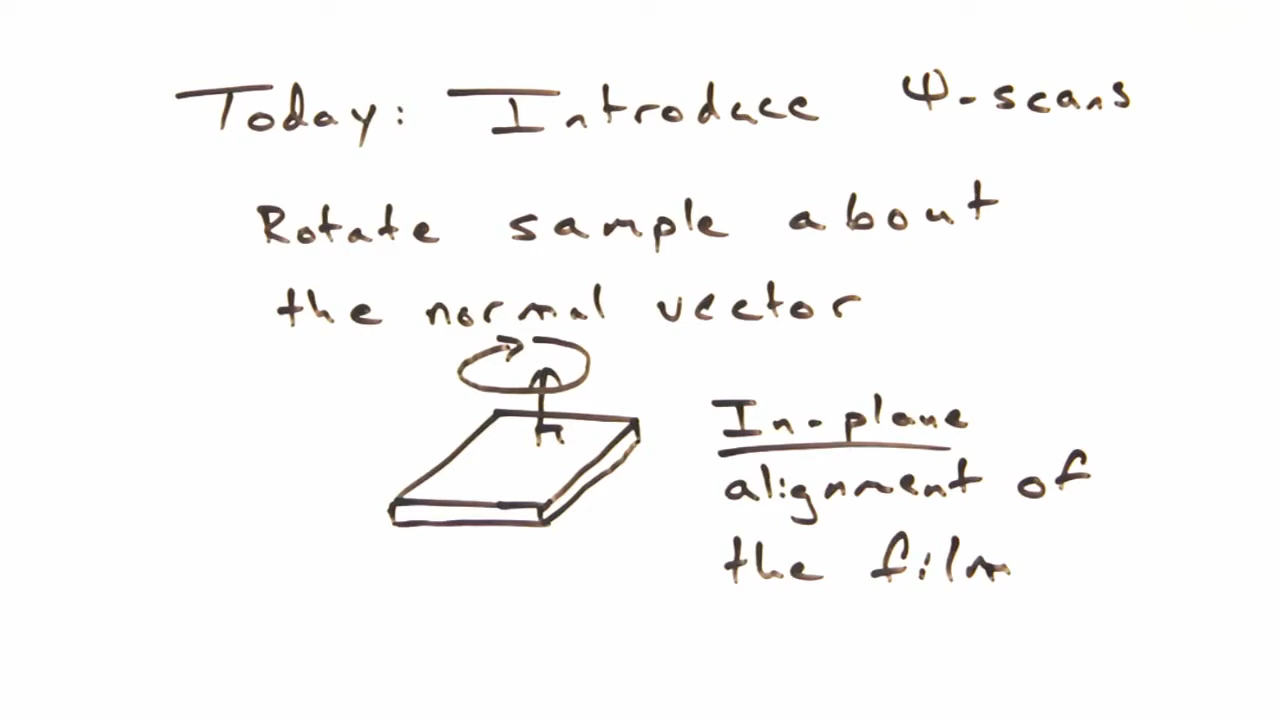 Today: Introduce φ-scans
Rotate sample about
the normal vector
In-plane
alignment of
the film